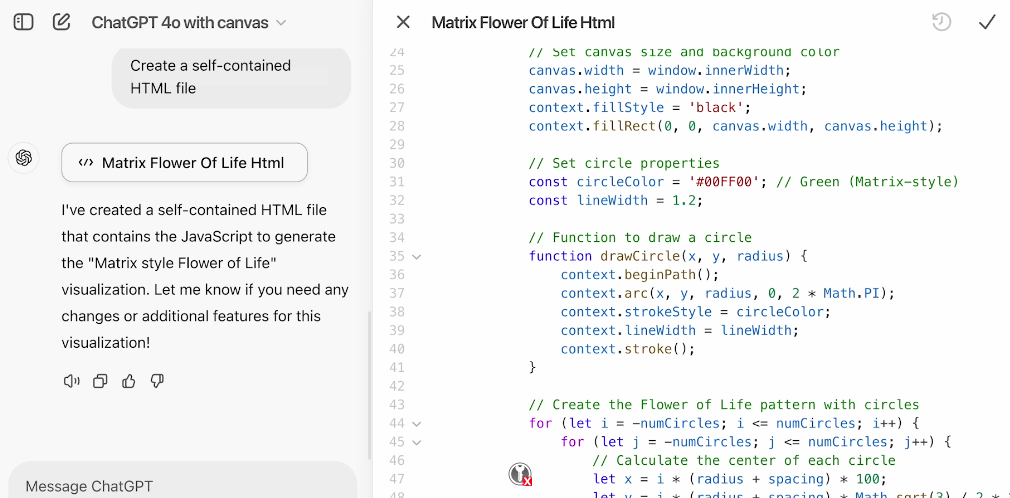 ChatGPT 4o with canvas
Create a self-contained
HTML file
Matrix Flower Of Life Html
I've created a self-contained HTML file
that contains the JavaScript to generate
the "Matrix style Flower of Life"
visualization. Let me know if you need any
changes or additional features for this
visualization!
Message ChatGPT
Matrix Flower Of Life Html
24 // Set canvas size and background color
25 canvas.width = window.innerWidth;
26 canvas.height = window.innerHeight;
27 context.fillStyle = 'black';
28 context.fillRect(0, 0, canvas.width, canvas.height);
29
30 // Set circle properties
31 const circleColor = '#00FF00'; // Green (Matrix-style)
32 const lineWidth = 1.2;
33
34 // Function to draw a circle
35 function drawCircle(x, y, radius) {
36 context.beginPath();
37 context.arc(x, y, radius, 0, 2 * Math.PI);
38 context.strokeStyle = circleColor;
39 context.lineWidth = lineWidth;
40 context.stroke();
41 }
42
43 // Create the Flower of Life pattern with circles
44 for (let i = -numCircles; i <= numCircles; i++) {
45 for (let j = -numCircles; j <= numCircles; j++) {
46 // Calculate the center of each circle
47 let x = i * (radius + spacing) * 100;
48 let y = j * (radius + spacing) * Math.sqrt(3) / 2 *